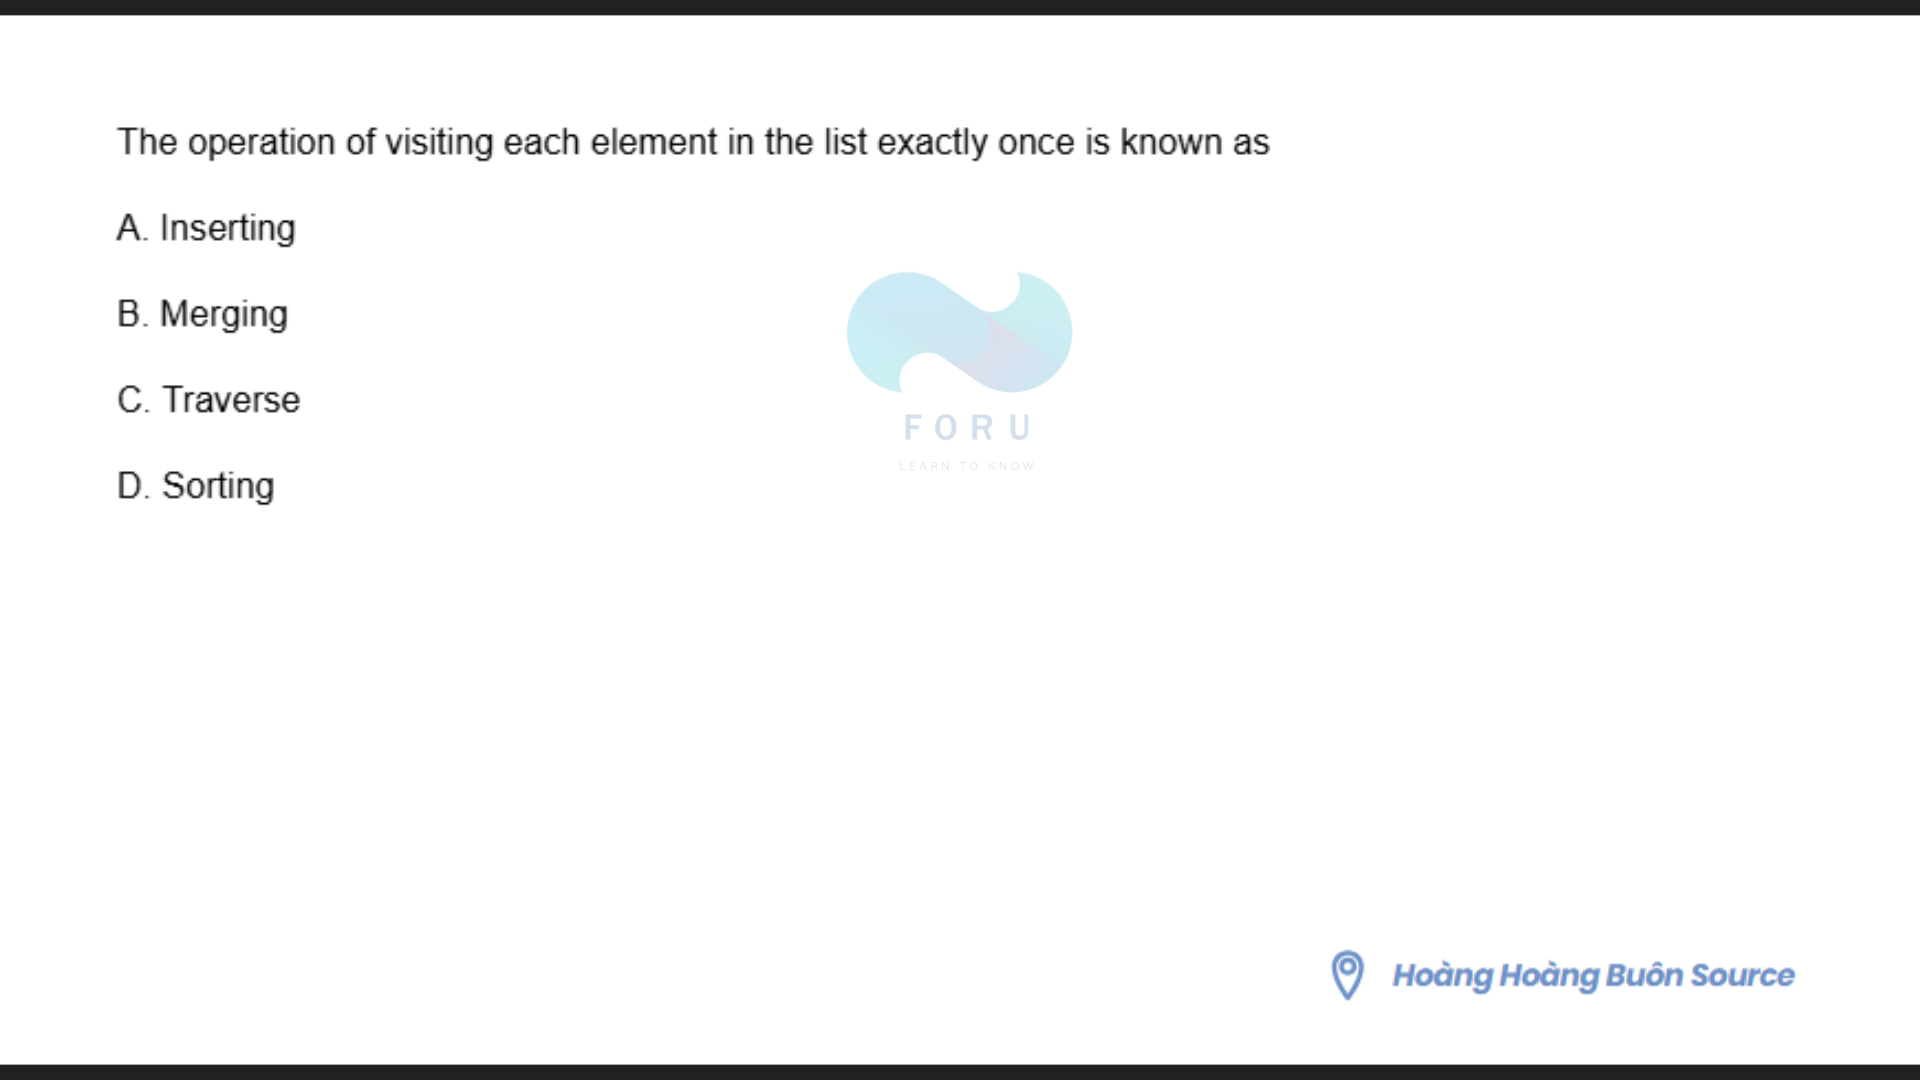 The operation of visiting each element in the list exactly once is known as
A. Inserting
B. Merging
C. Traverse
D. Sorting
FORU
LEARN TO KNOW
Hoàng Hoàng Buôn Source